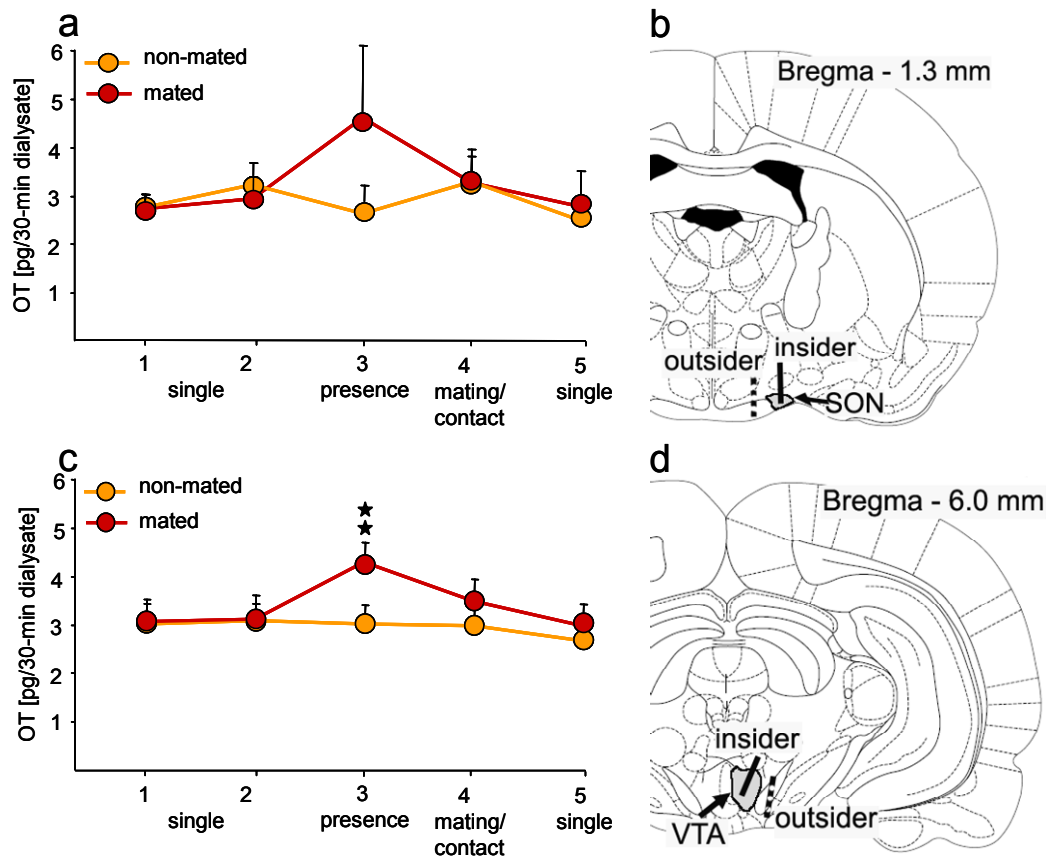 a
non-mated
mated
OT [pg/30-min dialysate]
6
5
4
3
2
1
1 2 3 4 5
single presence mating/ single
contact
b
Bregma - 1.3 mm
outsider insider
SON
c
non-mated
mated
OT [pg/30-min dialysate]
6
5
4
3
2
1
1 2 3 4 5
single presence mating/ single
contact
d
Bregma - 6.0 mm
insider
outsider
VTA